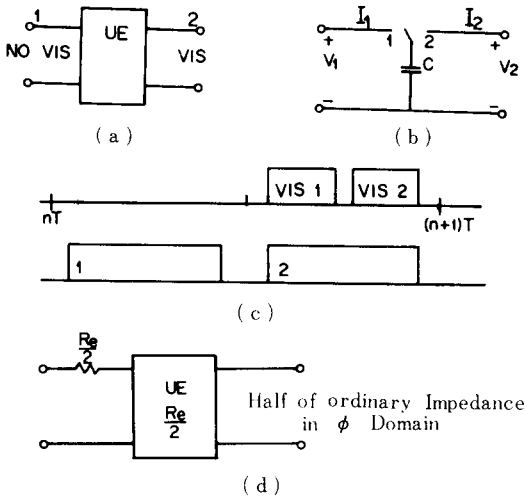 1 UE 2
NO VIS VIS
(a)
I1 I2
+ 1 2 +
V1 C V2
− −
(b)
VIS 1 VIS 2
nT (n+1)T
1 2
(c)
Re/2
UE
Re/2
Half of ordinary Impedance
in ϕ Domain
(d)